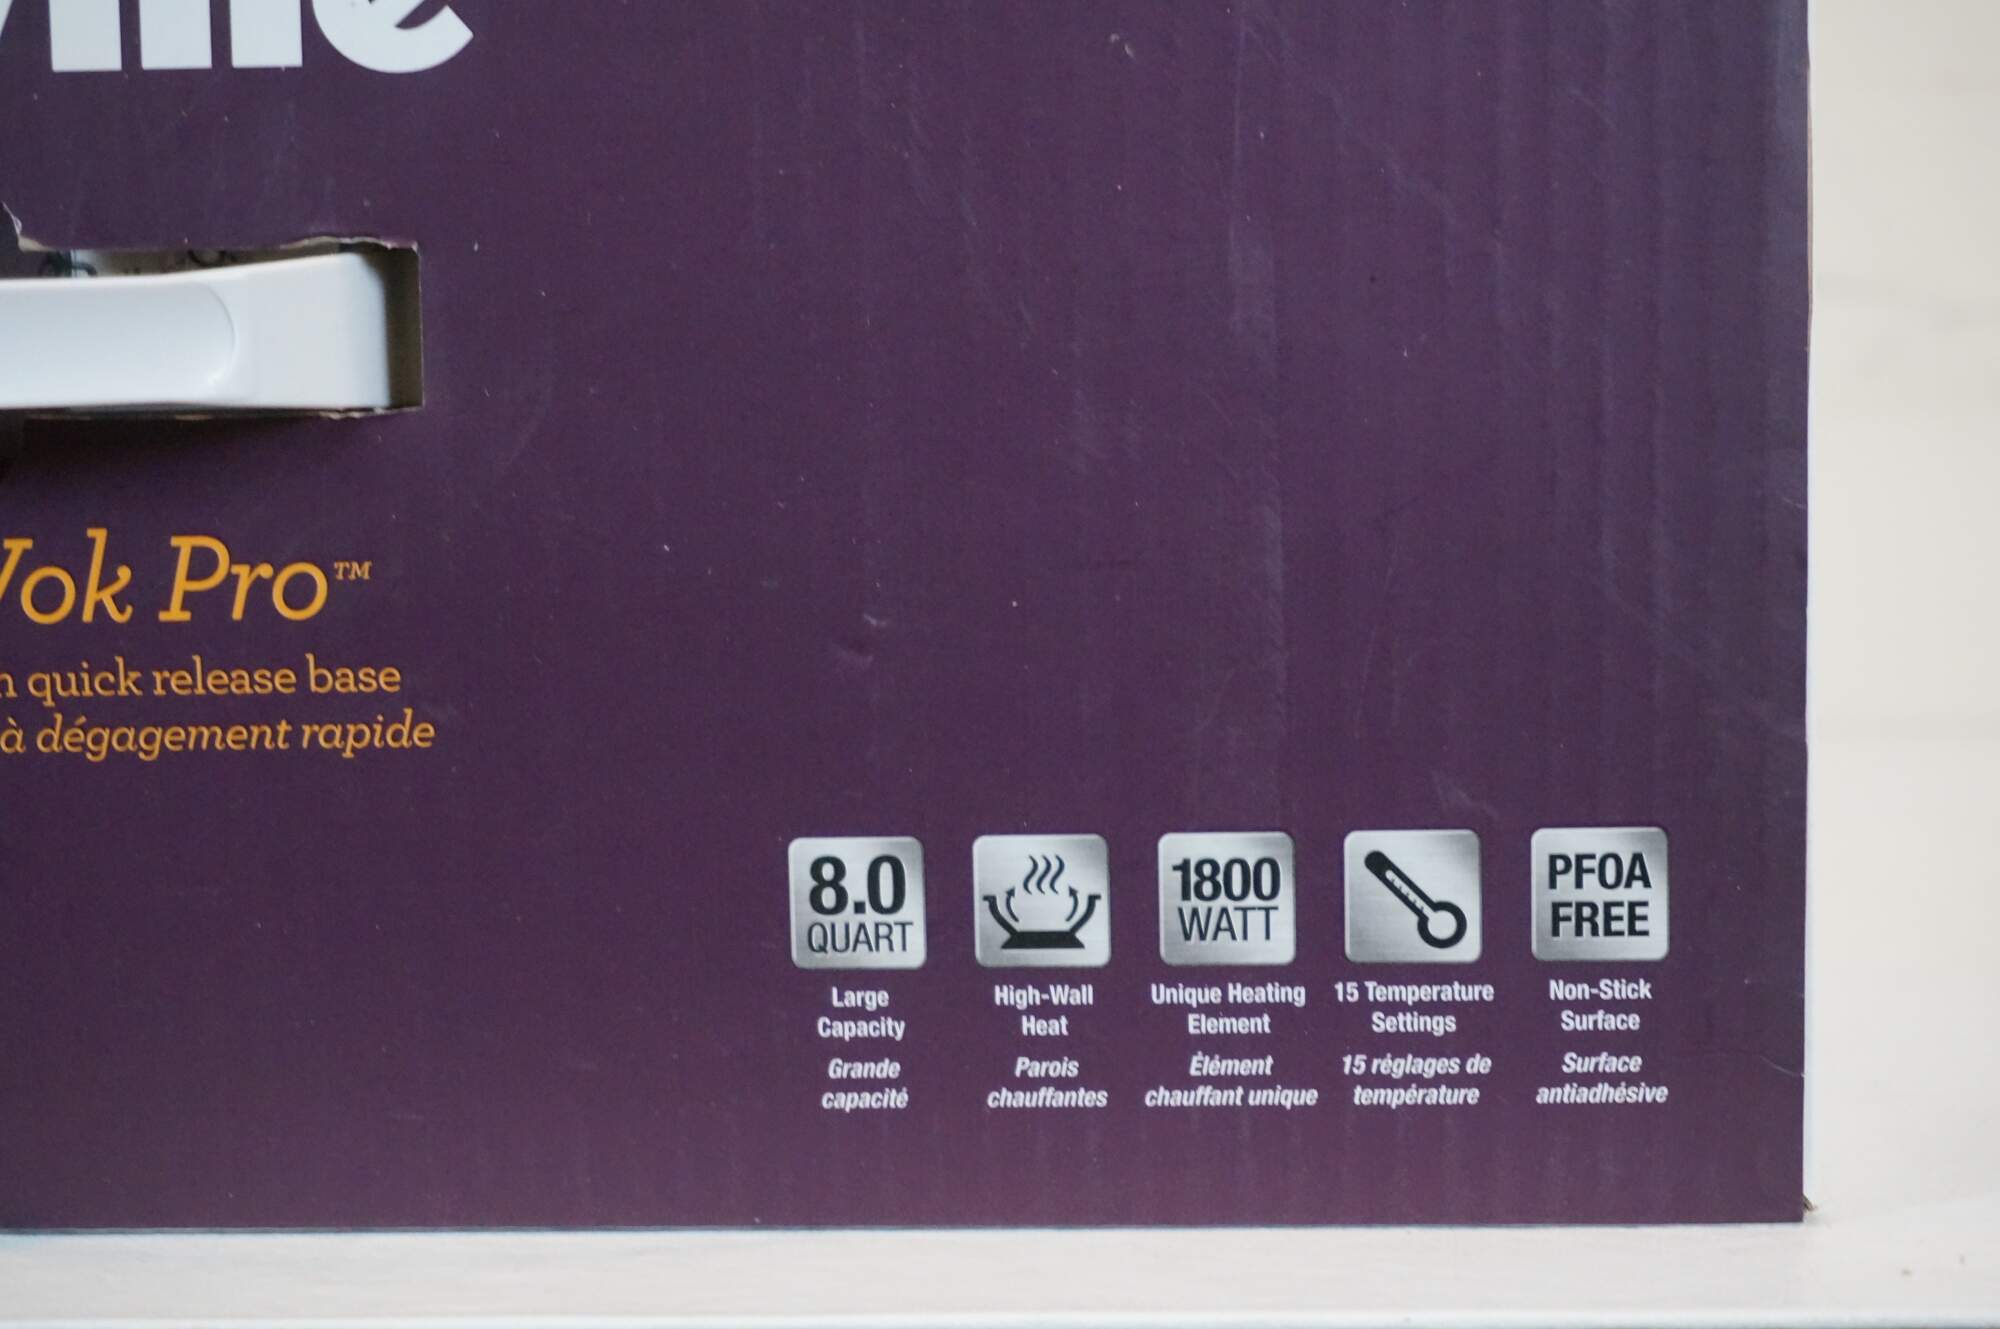 ok Pro™
quick release base
à dégagement rapide
8.0
QUART
Large
Capacity
Grande
capacité
High-Wall
Heat
Parois
chauffantes
1800
WATT
Unique Heating
Element
Élément
chauffant unique
15 Temperature
Settings
15 réglages de
température
PFOA
FREE
Non-Stick
Surface
Surface
antiadhésive